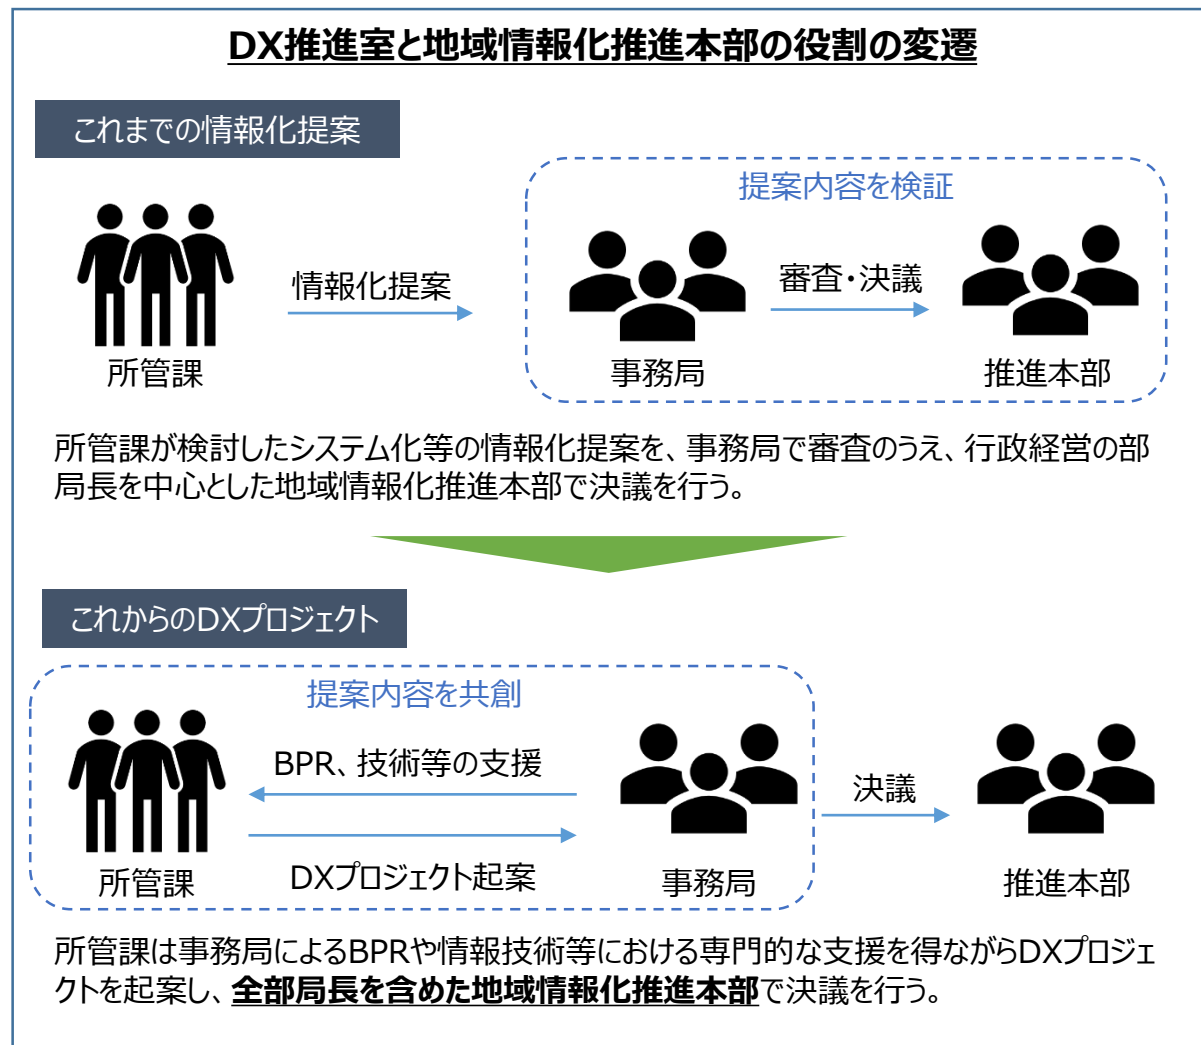 DX推進室と地域情報化推進本部の役割の変遷
これまでの情報化提案
提案内容を検証
情報化提案
審査・決議
所管課
事務局
推進本部
所管課が検討したシステム化等の情報化提案を、事務局で審査のうえ、行政経営の部
局長を中心とした地域情報化推進本部で決議を行う。
これからのDXプロジェクト
提案内容を共創
BPR、技術等の支援
決議
DXプロジェクト起案
所管課
事務局
推進本部
所管課は事務局によるBPRや情報技術等における専門的な支援を得ながらDXプロジェ
クトを起案し、全部局長を含めた地域情報化推進本部で決議を行う。